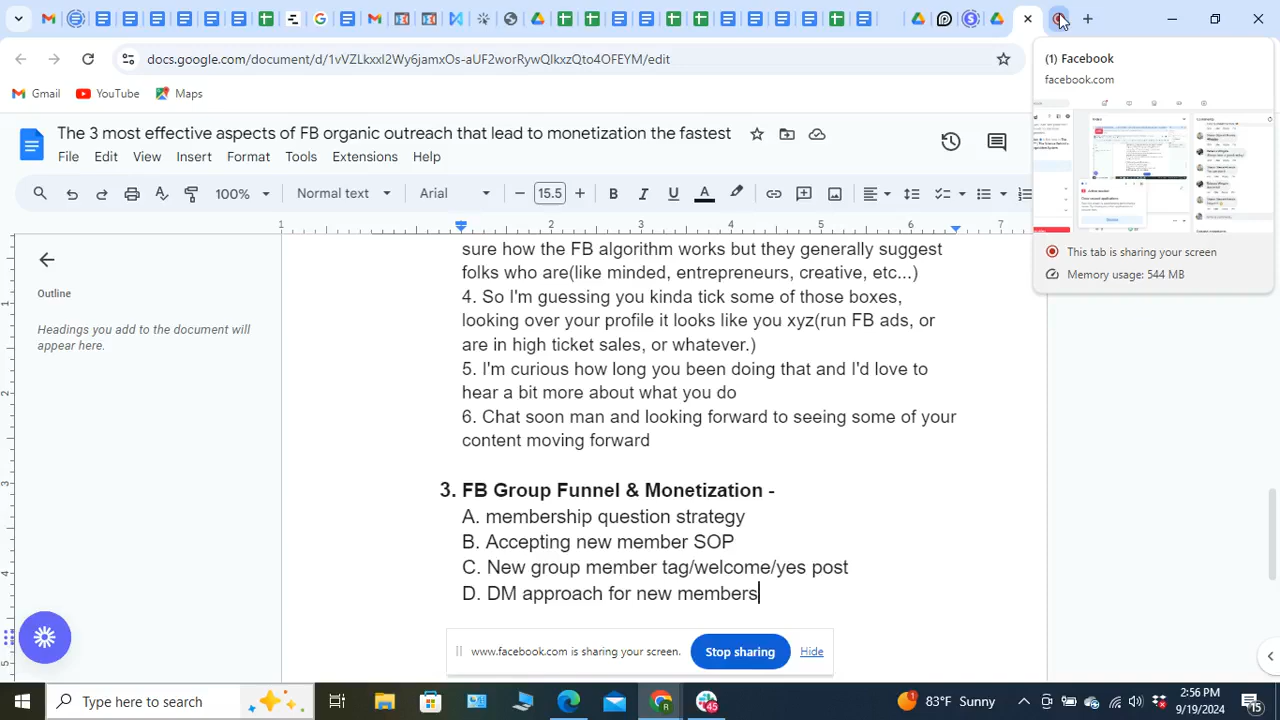 docs.google.com/document/d/1YZLkxxI2Wy6jamxOs-aUF2worRywQlkxzQto4OFEYM/edit
Gmail
YouTube
Maps
(1) Facebook
facebook.com
This tab is sharing your screen
Memory usage: 544 MB
The 3 most effective aspects of FB organic outreach that lead to monetization the fastest
File Edit View Insert Format Tools Extensions
100% Normal text 15.5
Outline
Headings you add to the document will
appear here.
sure how the FB algorithm works but they generally suggest
folks who are(like minded, entrepreneurs, creative, etc...)
4. So I'm guessing you kinda tick some of those boxes,
looking over your profile it looks like you xyz(run FB ads, or
are in high ticket sales, or whatever.)
5. I'm curious how long you been doing that and I'd love to
hear a bit more about what you do
6. Chat soon man and looking forward to seeing some of your
content moving forward
3. FB Group Funnel & Monetization -
A. membership question strategy
B. Accepting new member SOP
C. New group member tag/welcome/yes post
D. DM approach for new members
www.facebook.com is sharing your screen.
Stop sharing
Hide
Type here to search
45
83°F Sunny
2:56 PM
9/19/2024
15